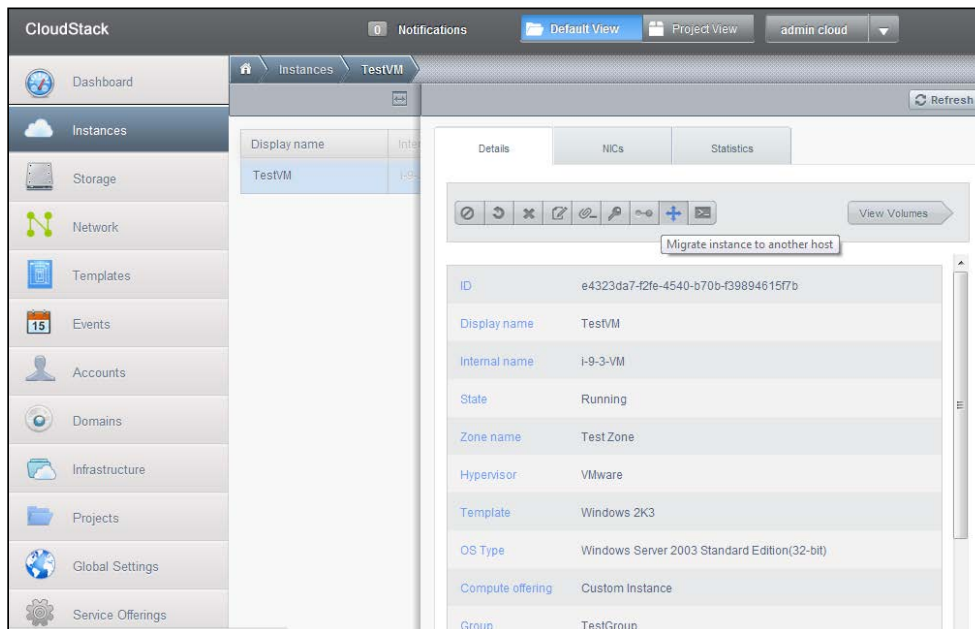 CloudStack
0 Notifications
Default View
Project View
admin cloud
Dashboard
Instances
Storage
Network
Templates
15 Events
Accounts
Domains
Infrastructure
Projects
Global Settings
Service Offerings
Instances TestVM
Refresh
Display name
TestVM
Details NICs Statistics
View Volumes
Migrate instance to another host
ID e4323da7-f2fe-4540-b70b-f39894615f7b
Display name TestVM
Internal name i-9-3-VM
State Running
Zone name Test Zone
Hypervisor VMware
Template Windows 2K3
OS Type Windows Server 2003 Standard Edition(32-bit)
Compute offering Custom Instance
Group TestGroup